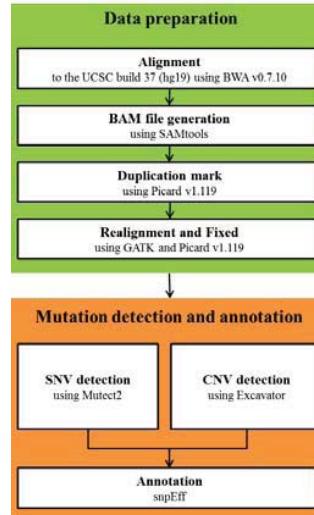 Data preparation
Alignment
to the UCSC build 37 (hg19) using BWA v0.7.10
BAM file generation
using SAMtools
Duplication mark
using Picard v1.119
Realignment and Fixed
using GATK and Picard v1.119
Mutation detection and annotation
SNV detection
using Mutect2
CNV detection
using Excavator
Annotation
snpEff